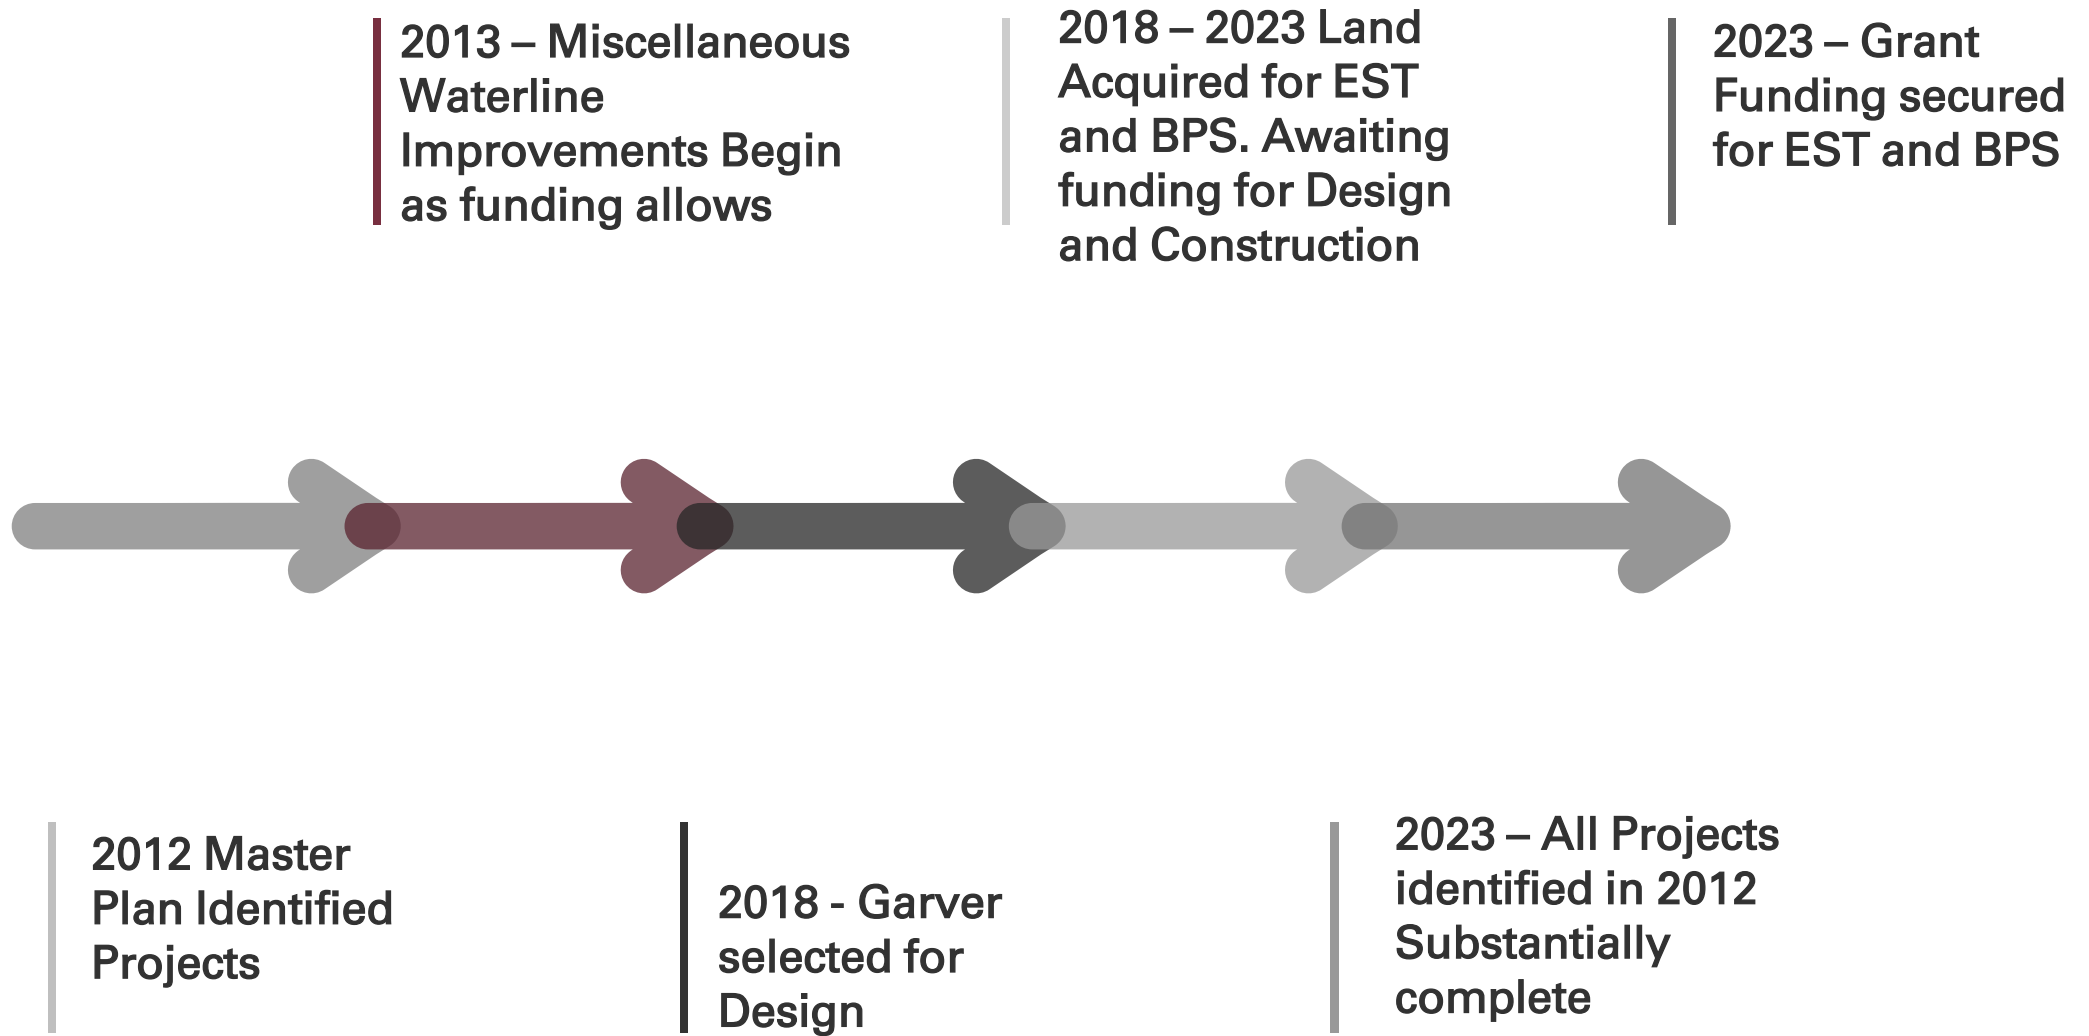 2013 – Miscellaneous
Waterline
Improvements Begin
as funding allows
2018 – 2023 Land
Acquired for EST
and BPS. Awaiting
funding for Design
and Construction
2023 – Grant
Funding secured
for EST and BPS
2012 Master
Plan Identified
Projects
2018 - Garver
selected for
Design
2023 – All Projects
identified in 2012
Substantially
complete